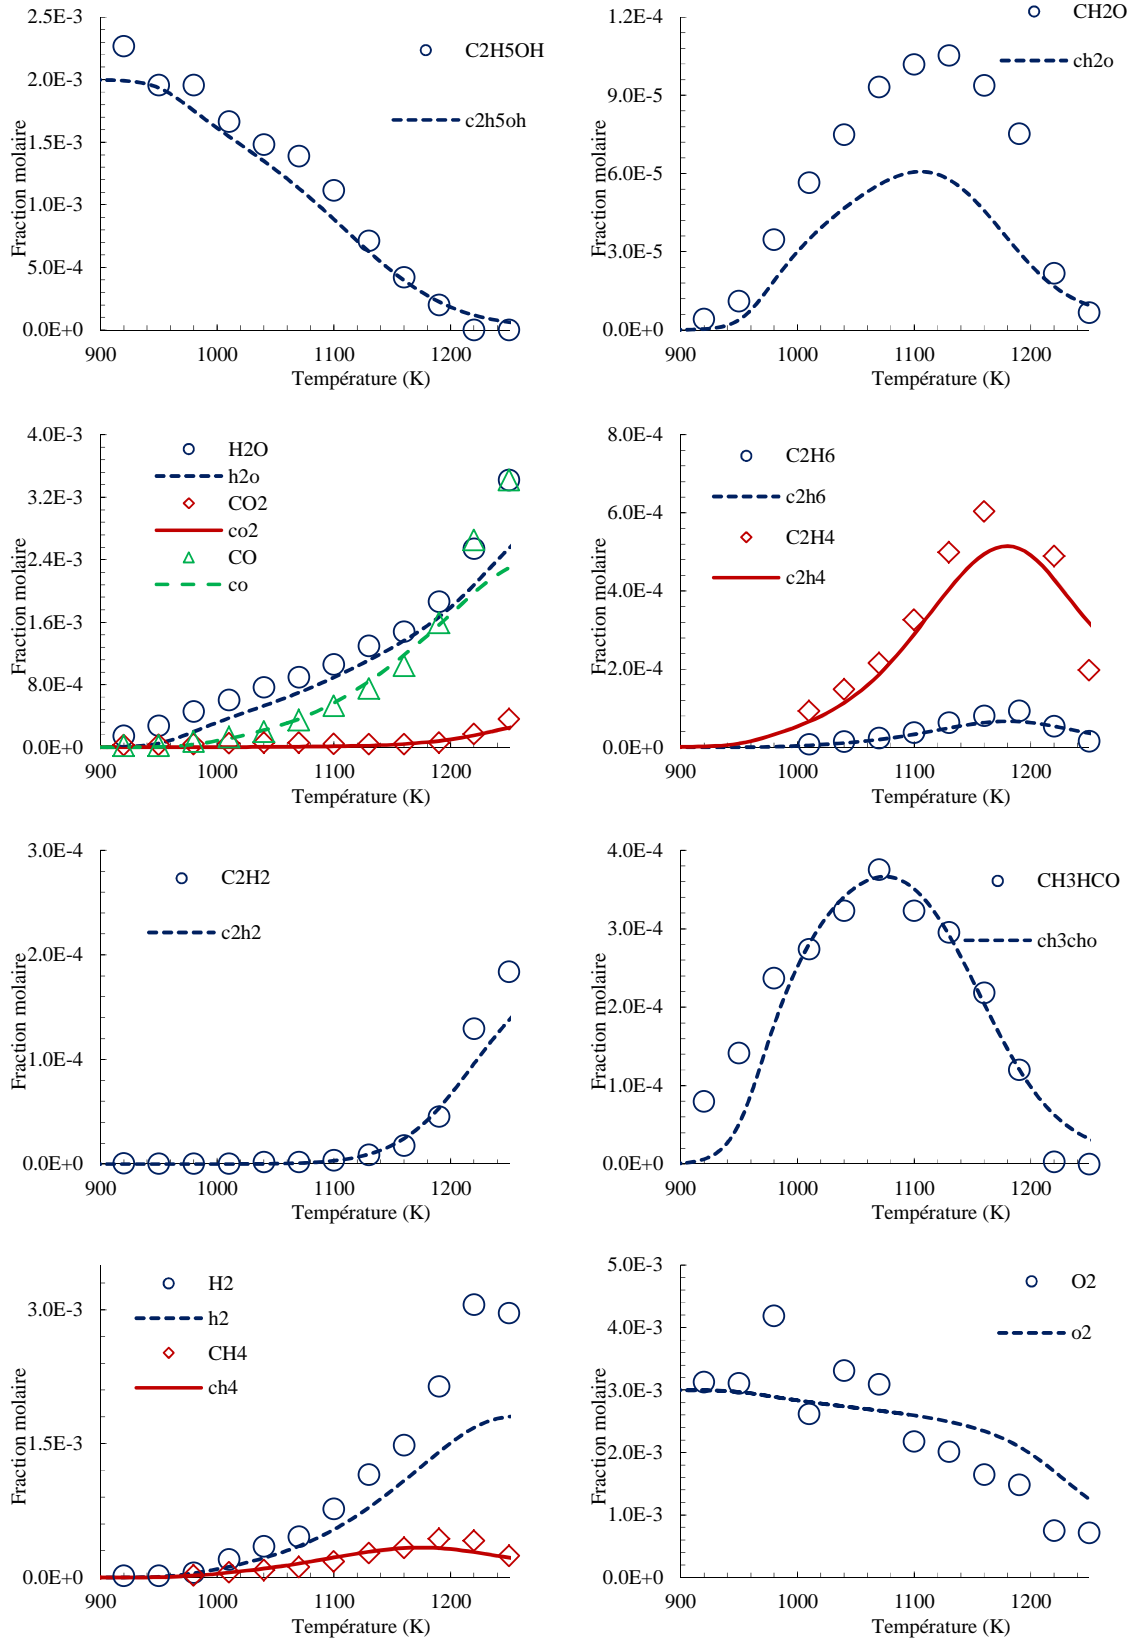 2.5E-3
2.0E-3
1.5E-3
1.0E-3
5.0E-4
0.0E+0
900
1000
1100
1200
Fraction molaire
Température (K)
C2H5OH
c2h5oh
1.2E-4
9.0E-5
6.0E-5
3.0E-5
0.0E+0
900
1000
1100
1200
Fraction molaire
Température (K)
CH2O
ch2o
4.0E-3
3.2E-3
2.4E-3
1.6E-3
8.0E-4
0.0E+0
900
1000
1100
1200
Fraction molaire
Température (K)
H2O
h2o
CO2
co2
CO
co
8.0E-4
6.0E-4
4.0E-4
2.0E-4
0.0E+0
900
1000
1100
1200
Fraction molaire
Température (K)
C2H6
c2h6
C2H4
c2h4
3.0E-4
2.0E-4
1.0E-4
0.0E+0
900
1000
1100
1200
Fraction molaire
Température (K)
C2H2
c2h2
4.0E-4
3.0E-4
2.0E-4
1.0E-4
0.0E+0
900
1000
1100
1200
Fraction molaire
Température (K)
CH3HCO
ch3cho
3.0E-3
1.5E-3
0.0E+0
900
1000
1100
1200
Fraction molaire
Température (K)
H2
h2
CH4
ch4
5.0E-3
4.0E-3
3.0E-3
2.0E-3
1.0E-3
0.0E+0
900
1000
1100
1200
Fraction molaire
Température (K)
O2
o2